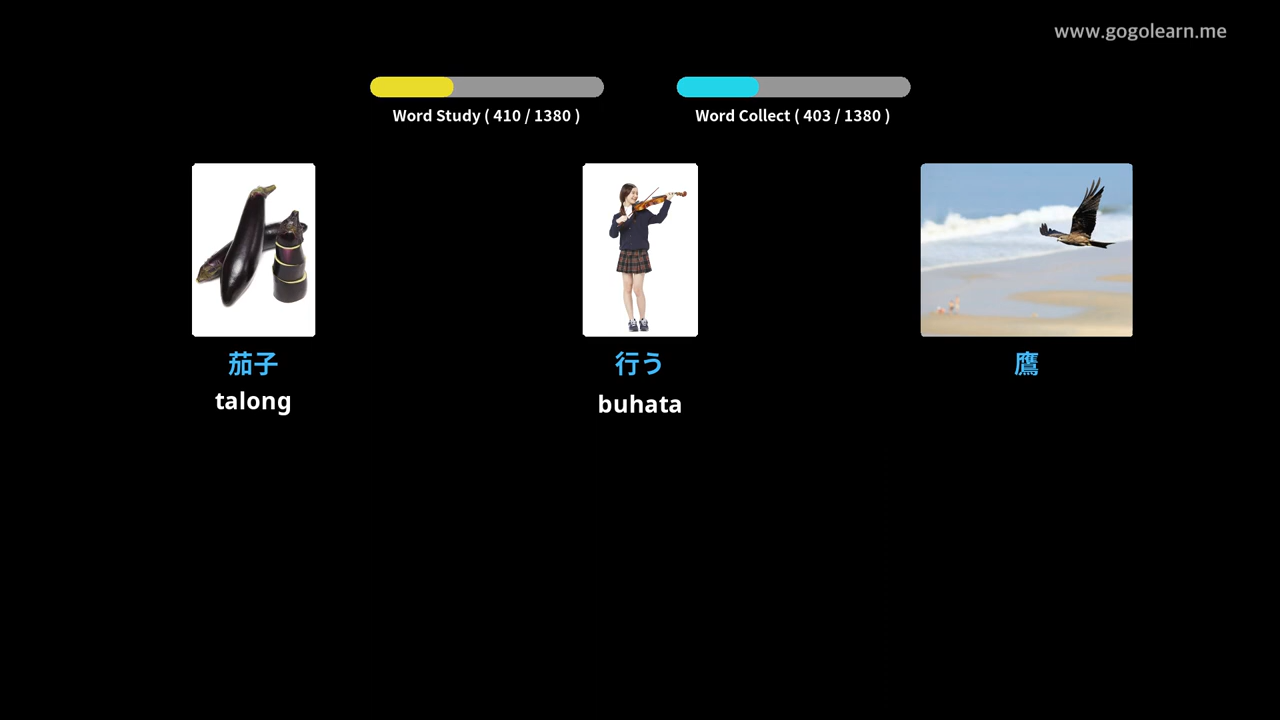 www.gogolearn.me
Word Study ( 410 / 1380 )
Word Collect ( 403 / 1380 )
茄子
talong
行う
buhata
鷹